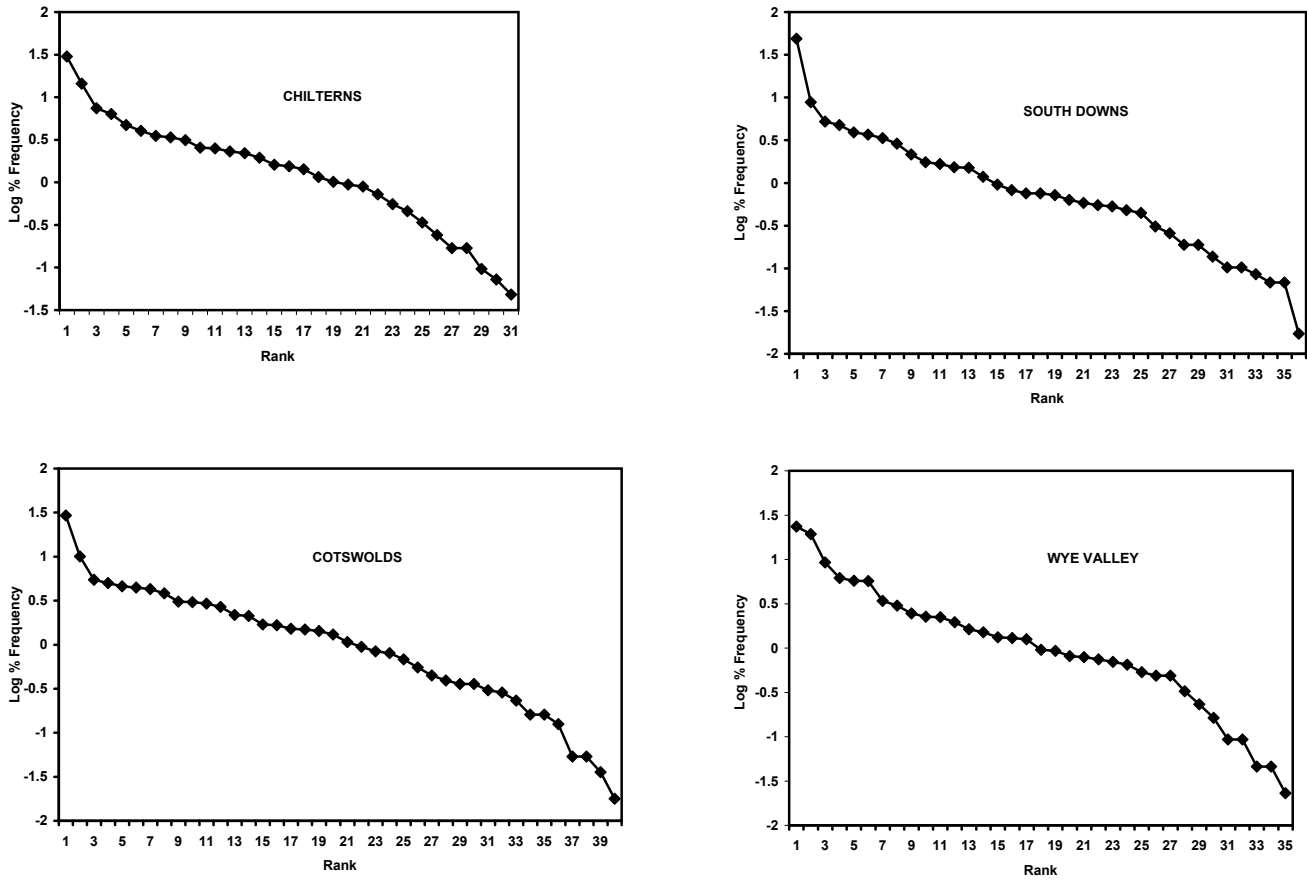 2
1.5
1
0.5
0
-0.5
-1
-1.5
Log % Frequency
CHILTERNS
1 3 5 7 9 11 13 15 17 19 21 23 25 27 29 31
Rank
2
1.5
1
0.5
0
-0.5
-1
-1.5
-2
Log % Frequency
SOUTH DOWNS
1 3 5 7 9 11 13 15 17 19 21 23 25 27 29 31 33 35
Rank
2
1.5
1
0.5
0
-0.5
-1
-1.5
-2
Log % Frequency
COTSWOLDS
1 3 5 7 9 11 13 15 17 19 21 23 25 27 29 31 33 35 37 39
Rank
2
1.5
1
0.5
0
-0.5
-1
-1.5
-2
Log % Frequency
WYE VALLEY
1 3 5 7 9 11 13 15 17 19 21 23 25 27 29 31 33 35
Rank